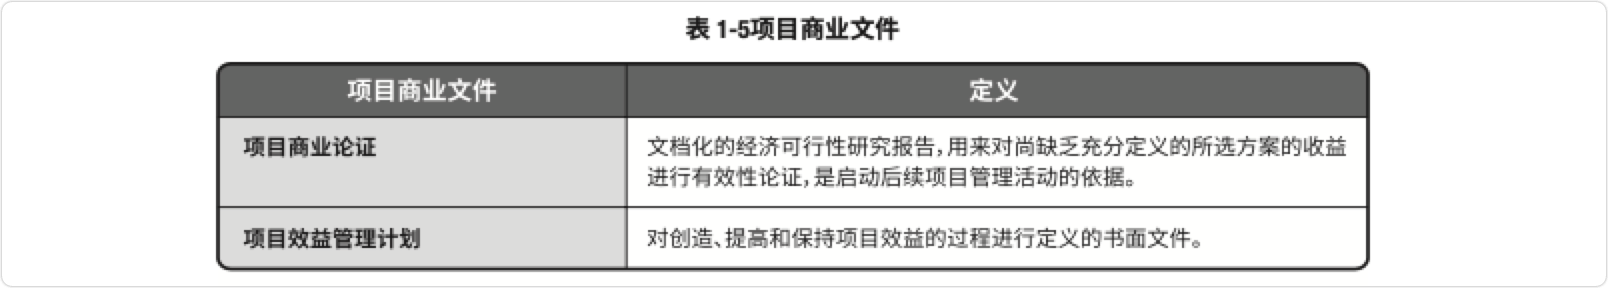 表 1-5项目商业文件
项目商业文件
定义
项目商业论证
文档化的经济可行性研究报告，用来对尚缺乏充分定义的所选方案的收益
进行有效性论证，是启动后续项目管理活动的依据。
项目效益管理计划
对创造、提高和保持项目效益的过程进行定义的书面文件。